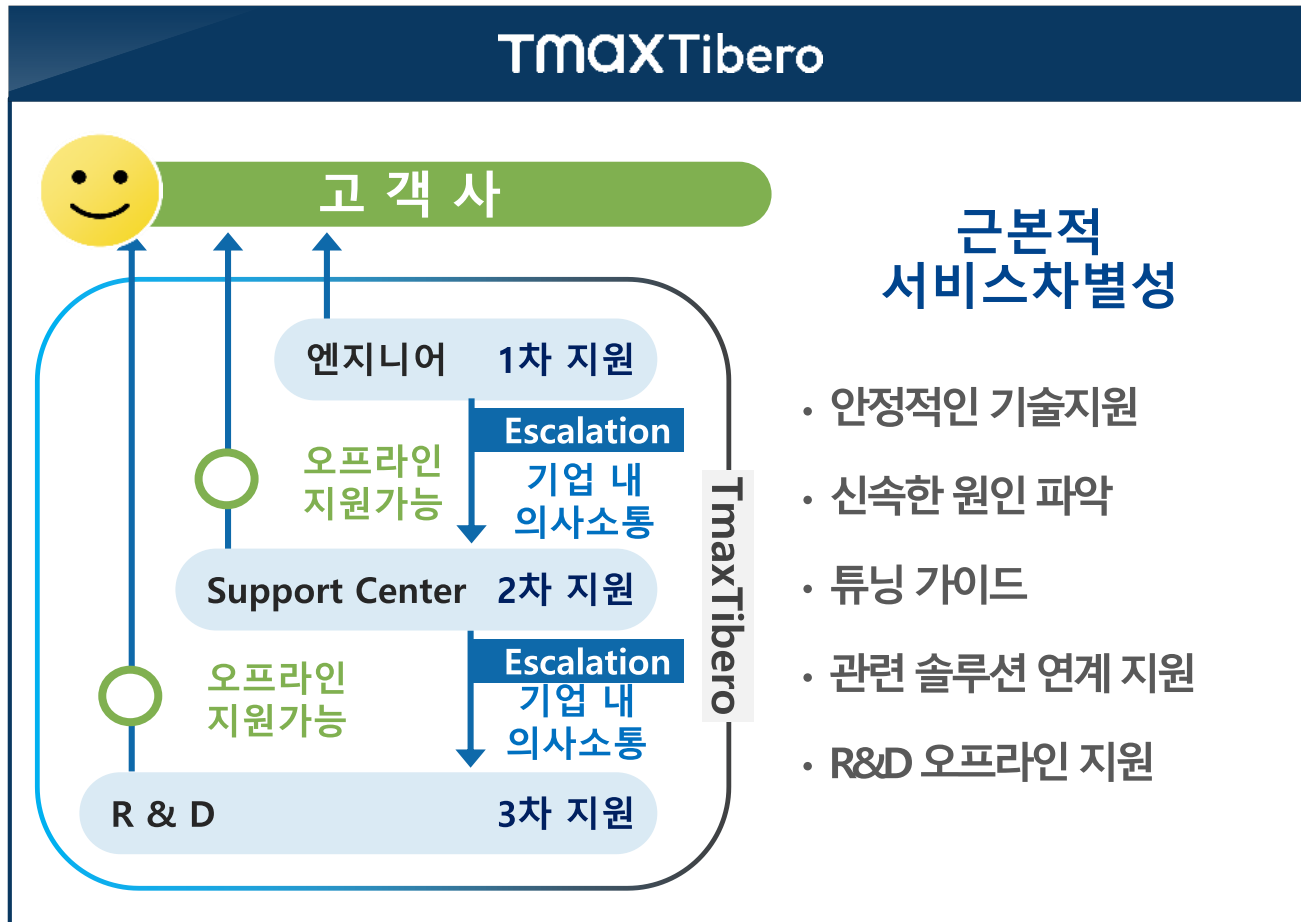 TmaxTibero
고 객 사
엔지니어 1차 지원
Escalation
기업 내
의사소통
오프라인
지원가능
Support Center 2차 지원
Escalation
기업 내
의사소통
오프라인
지원가능
R & D 3차 지원
TmaxTibero
근본적
서비스차별성
· 안정적인 기술지원
· 신속한 원인 파악
· 튜닝 가이드
· 관련 솔루션 연계 지원
· R&D 오프라인 지원